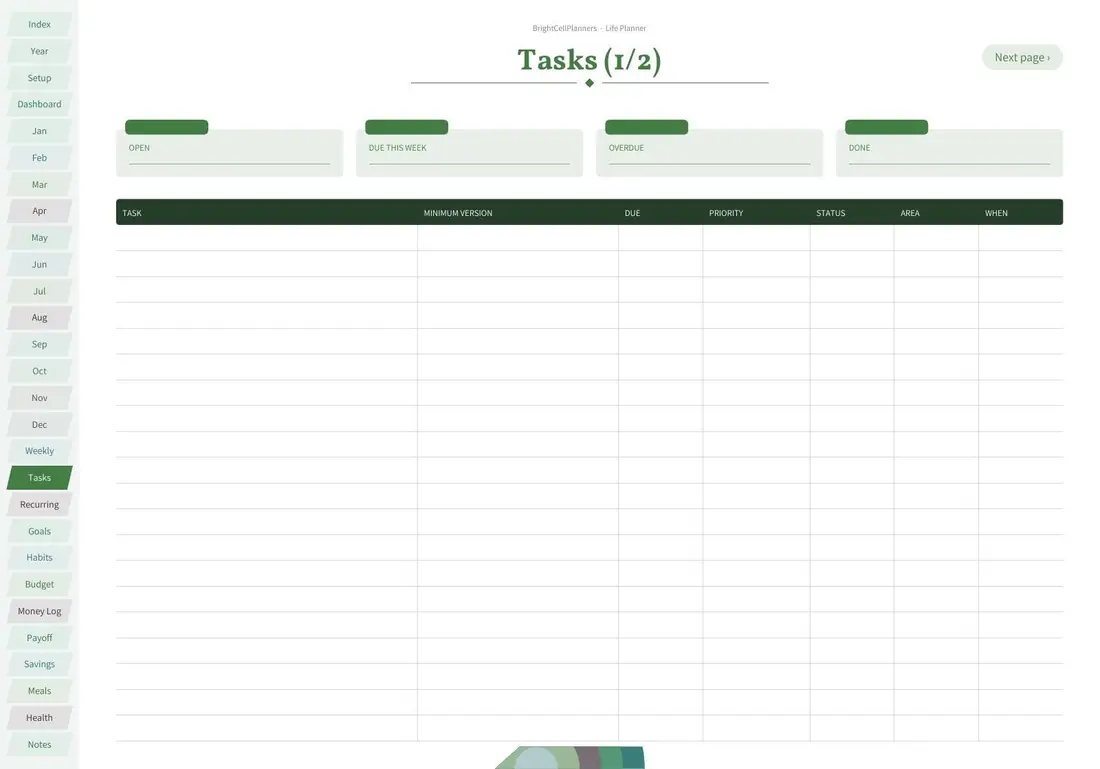 Index
Year
Setup
Dashboard
Jan
Feb
Mar
Apr
May
Jun
Jul
Aug
Sep
Oct
Nov
Dec
Weekly
Tasks
Recurring
Goals
Habits
Budget
Money Log
Payoff
Savings
Meals
Health
Notes
BrightCellPlanners · Life Planner
Tasks (1/2)
Next page ›
OPEN DUE THIS WEEK OVERDUE DONE
TASK MINIMUM VERSION DUE PRIORITY STATUS AREA WHEN